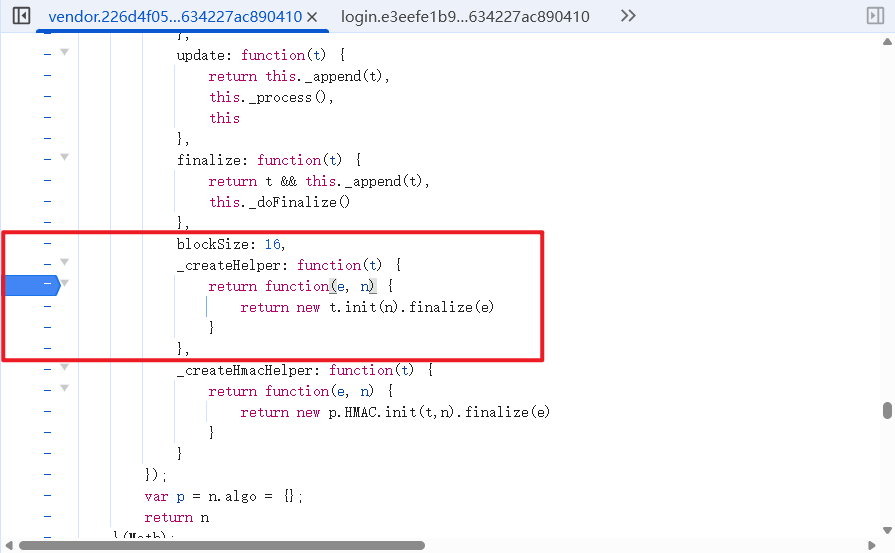 vendor.226d4f05...634227ac890410 × login.e3eefe1b9...634227ac890410 >>
},
update: function(t) {
return this._append(t),
this._process(),
this
},
finalize: function(t) {
return t && this._append(t),
this._doFinalize()
},
blockSize: 16,
_createHelper: function(t) {
return function(e, n) {
return new t.init(n).finalize(e)
}
},
_createHmacHelper: function(t) {
return function(e, n) {
return new p.HMAC.init(t,n).finalize(e)
}
}
});
var p = n.algo = {};
return n
}(Math);